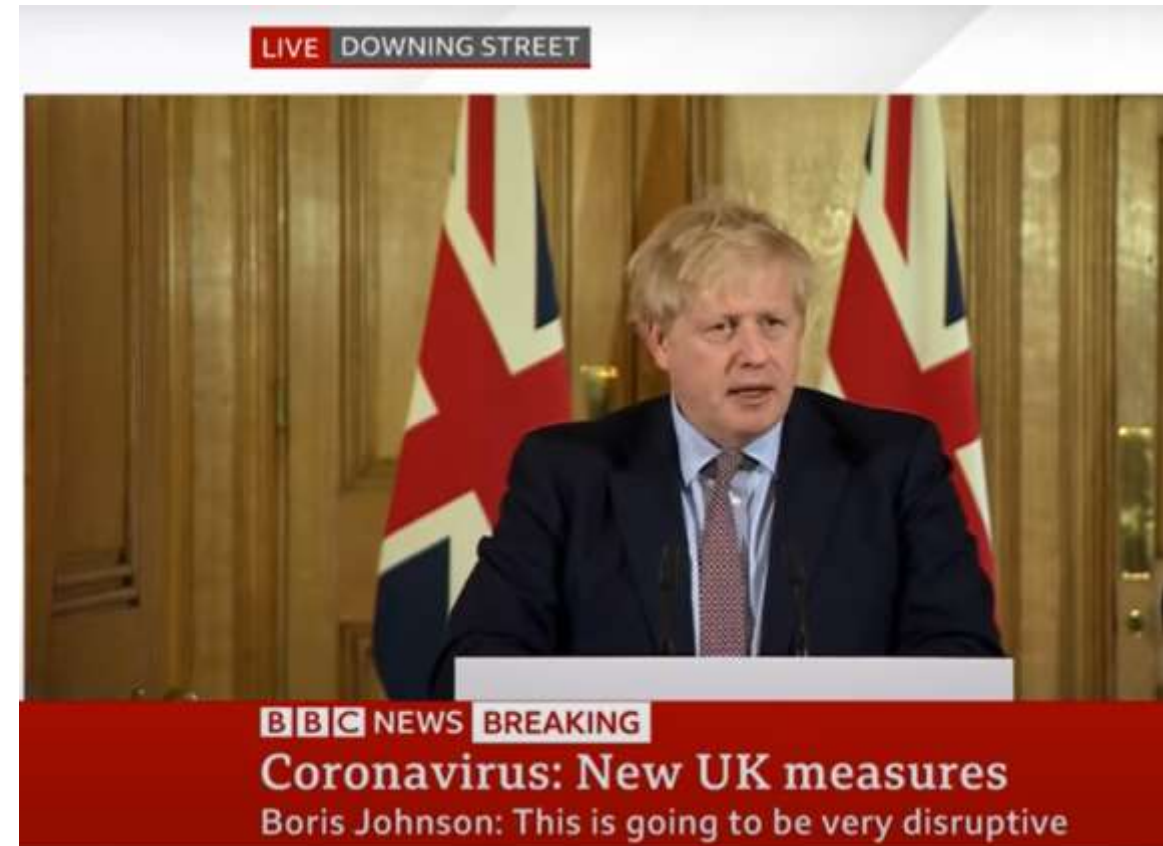 LIVE DOWNING STREET
BBC NEWS BREAKING
Coronavirus: New UK measures
Boris Johnson: This is going to be very disruptive